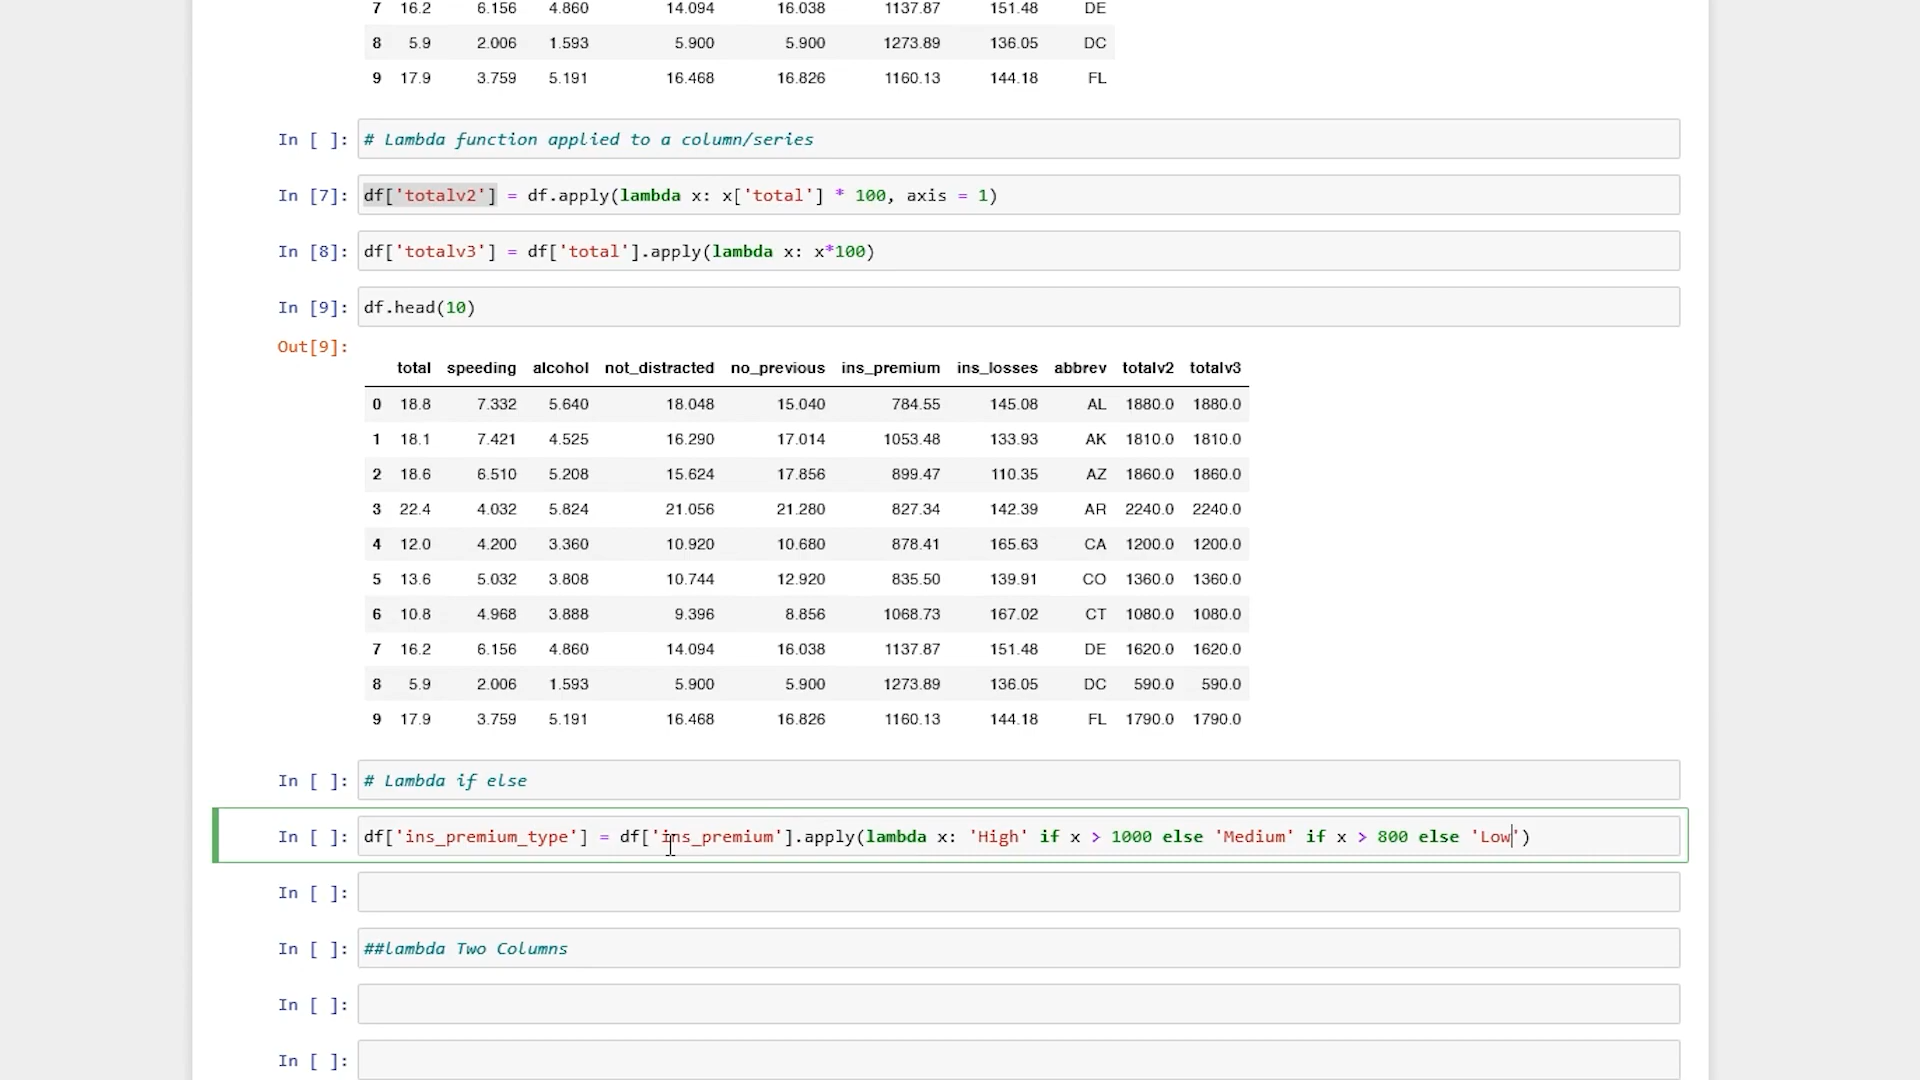 7 16.2 6.156 4.860 14.094 16.038 1137.87 151.48 DE
8 5.9 2.006 1.593 5.900 5.900 1273.89 136.05 DC
9 17.9 3.759 5.191 16.468 16.826 1160.13 144.18 FL
In [ ]: # Lambda function applied to a column/series
In [7]: df['totalv2'] = df.apply(lambda x: x['total'] * 100, axis = 1)
In [8]: df['totalv3'] = df['total'].apply(lambda x: x*100)
In [9]: df.head(10)
Out[9]:
total speeding alcohol not_distracted no_previous ins_premium ins_losses abbrev totalv2 totalv3
0 18.8 7.332 5.640 18.048 15.040 784.55 145.08 AL 1880.0 1880.0
1 18.1 7.421 4.525 16.290 17.014 1053.48 133.93 AK 1810.0 1810.0
2 18.6 6.510 5.208 15.624 17.856 899.47 110.35 AZ 1860.0 1860.0
3 22.4 4.032 5.824 21.056 21.280 827.34 142.39 AR 2240.0 2240.0
4 12.0 4.200 3.360 10.920 10.680 878.41 165.63 CA 1200.0 1200.0
5 13.6 5.032 3.808 10.744 12.920 835.50 139.91 CO 1360.0 1360.0
6 10.8 4.968 3.888 9.396 8.856 1068.73 167.02 CT 1080.0 1080.0
7 16.2 6.156 4.860 14.094 16.038 1137.87 151.48 DE 1620.0 1620.0
8 5.9 2.006 1.593 5.900 5.900 1273.89 136.05 DC 590.0 590.0
9 17.9 3.759 5.191 16.468 16.826 1160.13 144.18 FL 1790.0 1790.0
In [ ]: # Lambda if else
In [ ]: df['ins_premium_type'] = df['ins_premium'].apply(lambda x: 'High' if x > 1000 else 'Medium' if x > 800 else 'Low')
In [ ]:
In [ ]: ##lambda Two Columns
In [ ]:
In [ ]: